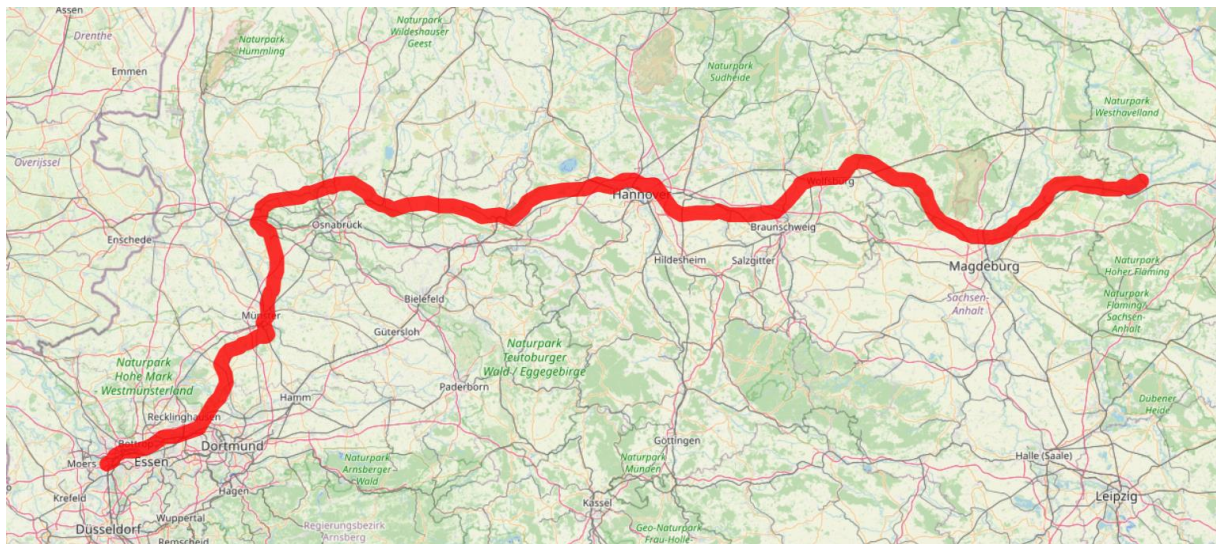 Assen
Drenthe
Naturpark
Hümmling
Naturpark
Wildeshauser
Geest
Emmen
Naturpark
Südheide
Naturpark
Westhavelland
Overijssel
Hannover
Wolfsburg
Osnabrück
Enschede
Braunschweig
Hildesheim
Salzgitter
Magdeburg
Naturpark
Hoher Fläming
Naturpark
Fläming/
Sachsen-
Anhalt
Sachsen-
Anhalt
Bielefeld
Münster
Gütersloh
Naturpark
Teutoburger
Wald / Eggegebirge
Naturpark
Hohe Mark
- Westmünsterland
Paderborn
Hamm
Dübener
Heide
Recklinghausen
Bottrop
Dortmund
Moers
Essen
Göttingen
Halle (Saale)
Naturpark
Arnsberger
Wald
Naturpark
Münden
Krefeld
Hagen
Leipzig
Kassel
Wuppertal
Düsseldorf
Regierungsbezirk
Arnsberg
Geo-Naturpark
Frau-Holle-
Remscheid